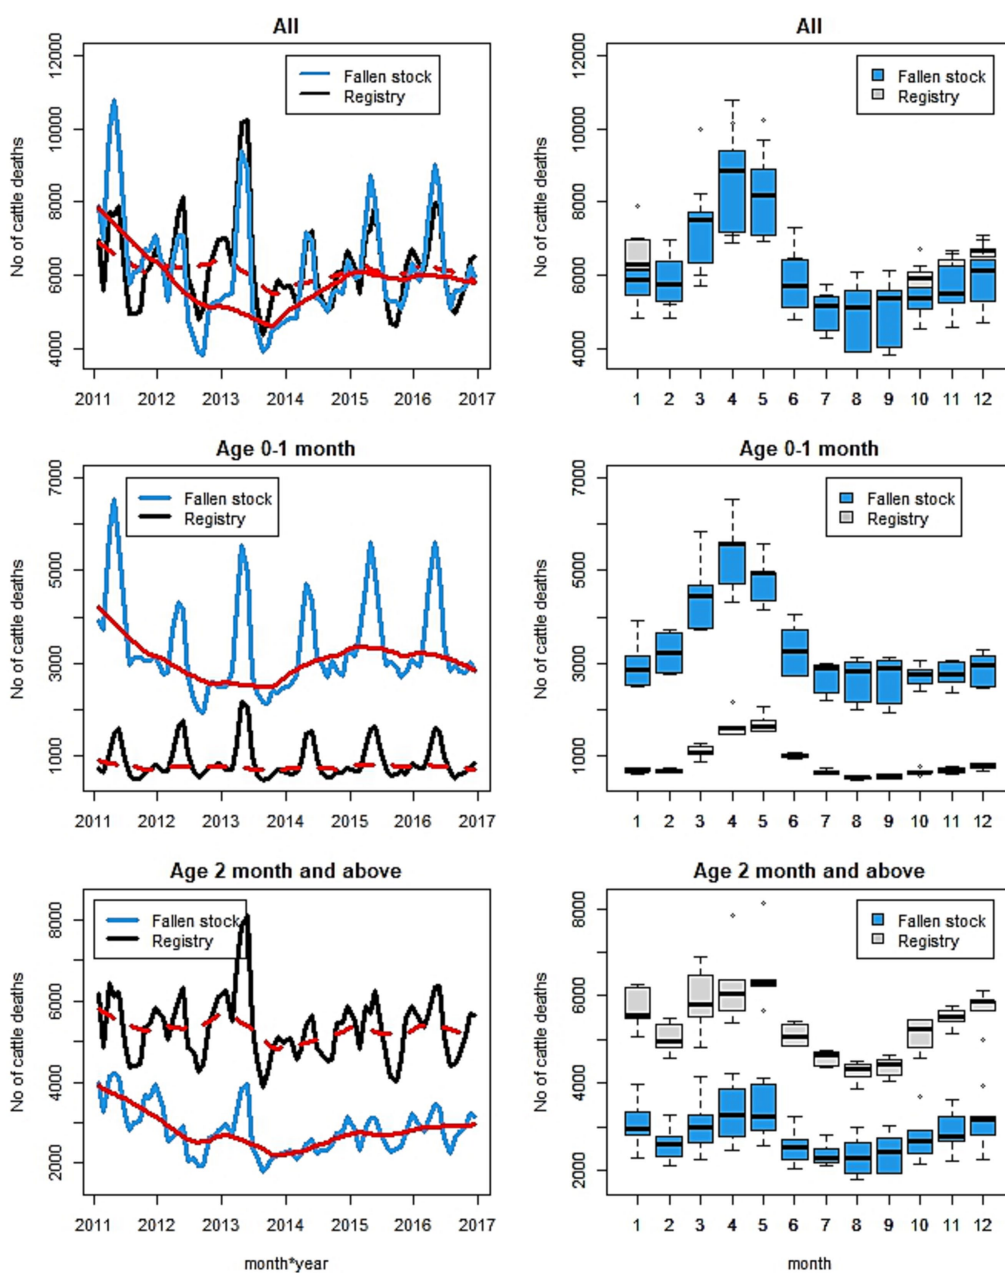 All
No of cattle deaths
12000
10000
8000
6000
4000
Fallen stock
Registry
2011 2012 2013 2014 2015 2016 2017
All
No of cattle deaths
12000
10000
8000
6000
4000
Fallen stock
Registry
1 2 3 4 5 6 7 8 9 10 11 12
Age 0-1 month
No of cattle deaths
7000
5000
3000
1000
Fallen stock
Registry
2011 2012 2013 2014 2015 2016 2017
Age 0-1 month
No of cattle deaths
7000
5000
3000
1000
Fallen stock
Registry
1 2 3 4 5 6 7 8 9 10 11 12
Age 2 month and above
No of cattle deaths
8000
6000
4000
2000
Fallen stock
Registry
2011 2012 2013 2014 2015 2016 2017
month*year
Age 2 month and above
No of cattle deaths
8000
6000
4000
2000
Fallen stock
Registry
1 2 3 4 5 6 7 8 9 10 11 12
month